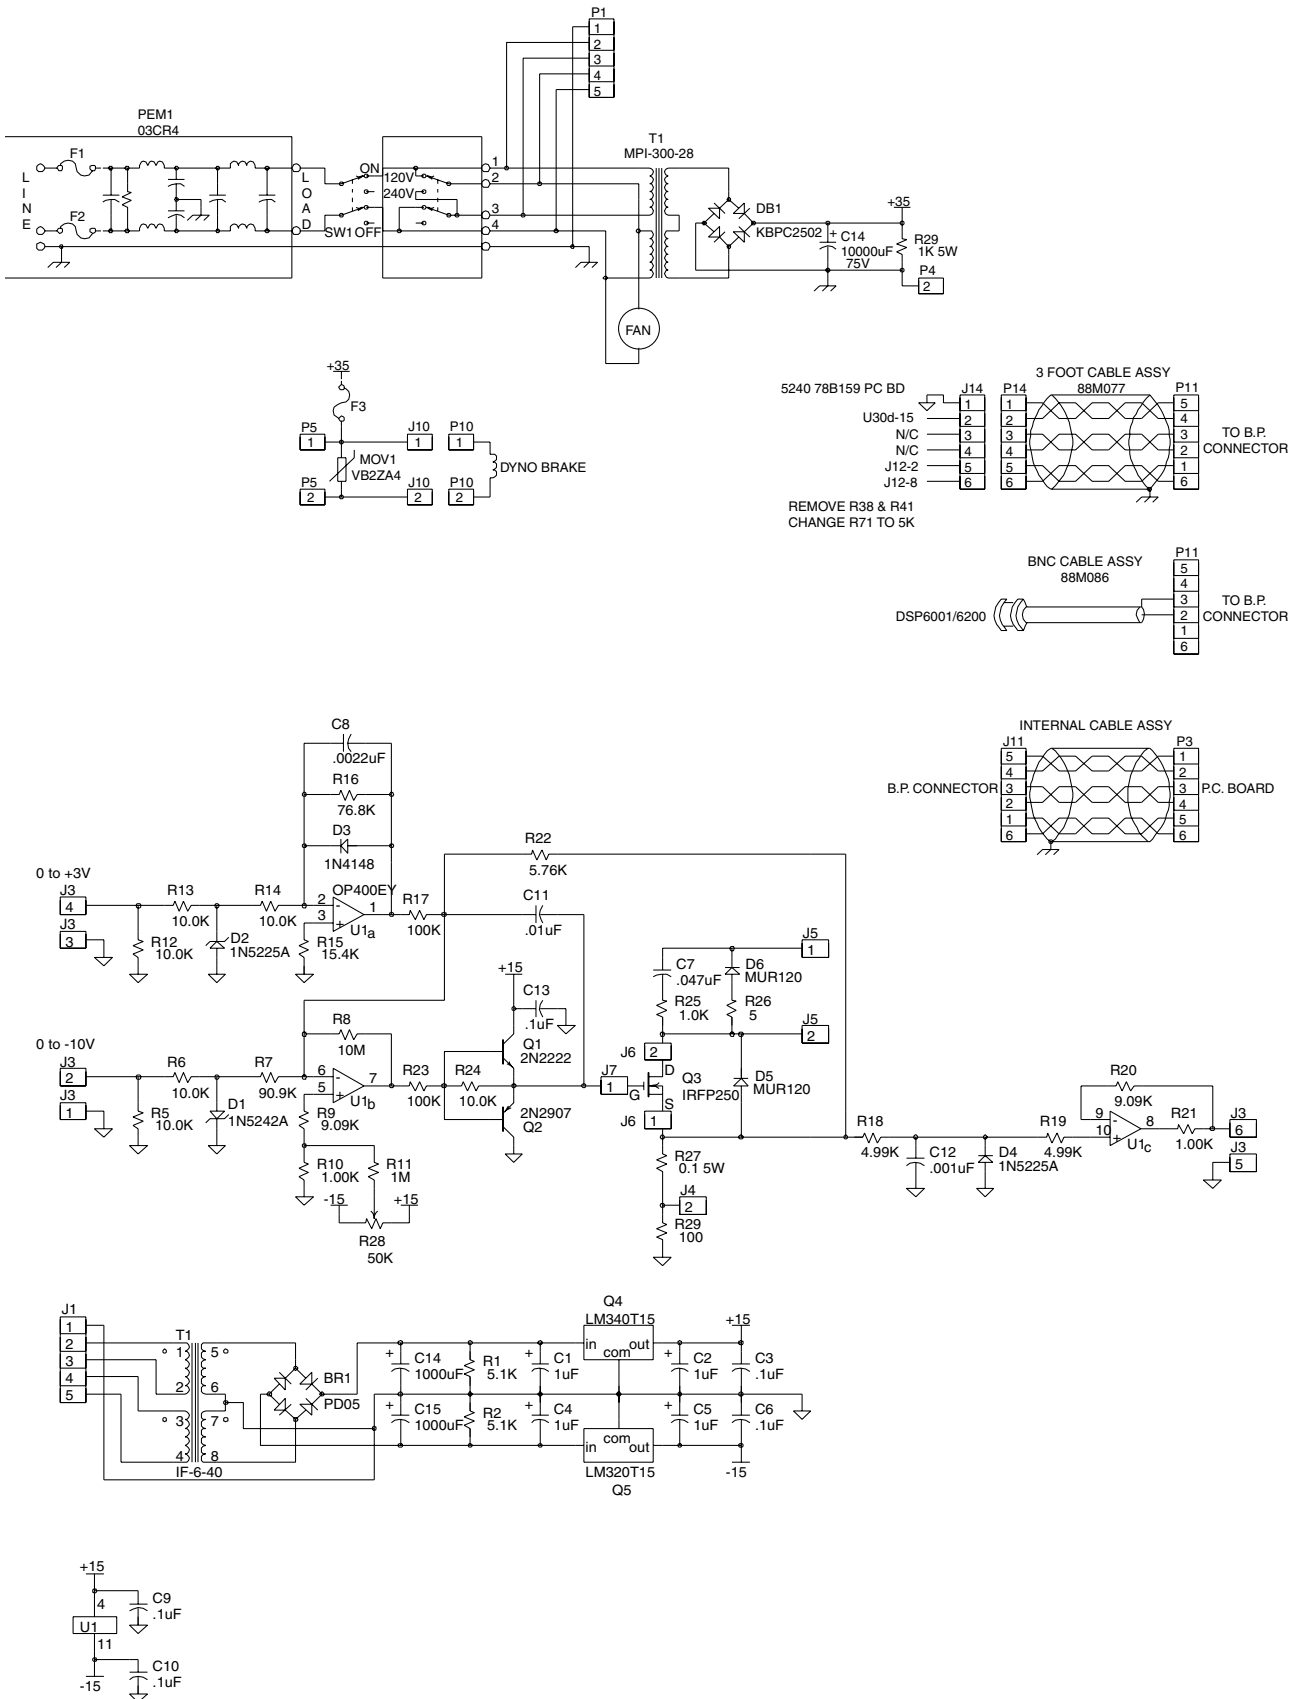 P1
1
2
3
4
5
PEM1
03CR4
F1
F2
LINE
LOAD
ON
120V
240V
SW1 OFF
1
2
3
4
T1
MPI-300-28
DB1
KBPC2502
+
C14
10000uF
75V
+35
R29
1K 5W
P4
2
FAN
+35
F3
P5
1
J10
1
P10
1
MOV1
VB2ZA4
DYNO BRAKE
P5
2
J10
2
P10
2
3 FOOT CABLE ASSY
88M077
5240 78B159 PC BD
J14
P14
P11
1 1 5
U30d-15 2 2 4
N/C 3 3 3
N/C 4 4 2
J12-2 5 5 1
J12-8 6 6 6
TO B.P.
CONNECTOR
REMOVE R38 & R41
CHANGE R71 TO 5K
BNC CABLE ASSY
88M086
DSP6001/6200
P11
5
4
3
2
1
6
TO B.P.
CONNECTOR
INTERNAL CABLE ASSY
J11
P3
5 1
4 2
3 3
2 4
1 5
6 6
B.P. CONNECTOR
P.C. BOARD
C8
.0022uF
R16
76.8K
D3
1N4148
OP400EY
0 to +3V
J3
4
J3
3
R13
10.0K
R14
10.0K
R12
10.0K
D2
1N5225A
R15
15.4K
2
-
3
+
1
U1a
R17
100K
R22
5.76K
C11
.01uF
+15
C13
.1uF
Q1
2N2222
R8
10M
0 to -10V
J3
2
J3
1
R6
10.0K
R7
90.9K
R5
10.0K
D1
1N5242A
6
-
5
+
7
U1b
R9
9.09K
R23
100K
R24
10.0K
2N2907
Q2
R10
1.00K
R11
1M
-15
+15
R28
50K
J5
1
C7
.047uF
D6
MUR120
R25
1.0K
R26
5
J5
2
J6
2
J7
1
D
G
S
Q3
IRFP250
D5
MUR120
J6
1
R27
0.1 5W
J4
2
R29
100
R18
4.99K
C12
.001uF
D4
1N5225A
R19
4.99K
R20
9.09K
9
-
10
+
8
U1c
R21
1.00K
J3
6
J3
5
J1
1
2
3
4
5
T1
1
2
3
4
5
6
7
8
IF-6-40
BR1
PD05
+
C14
1000uF
R1
5.1K
+
C1
1uF
Q4
LM340T15
in out
com
+
C2
1uF
+15
C3
.1uF
+
C15
1000uF
R2
5.1K
+
C4
1uF
com
in out
LM320T15
Q5
+
C5
1uF
C6
.1uF
-15
+15
4
C9
.1uF
U1
11
-15
C10
.1uF